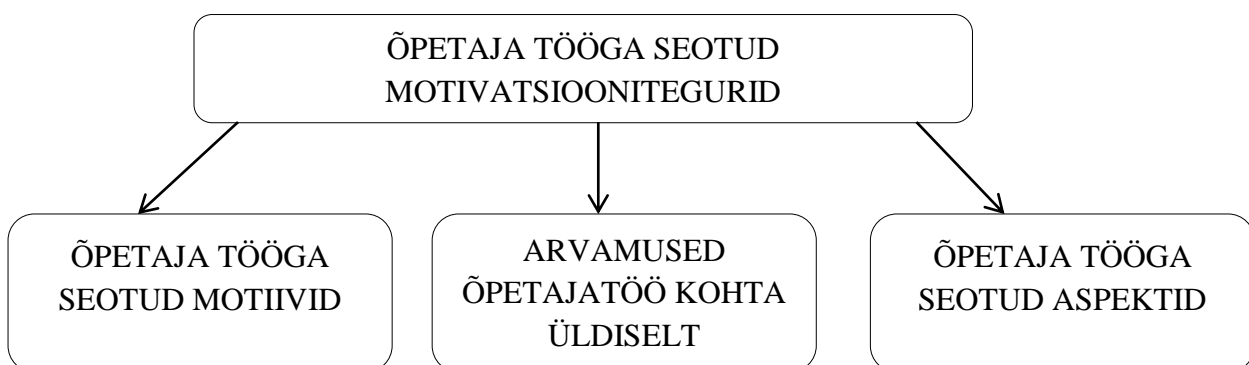 ÕPETAJA TÖÖGA SEOTUD
MOTIVATSIOONITEGURID
ÕPETAJA TÖÖGA
SEOTUD MOTIIVID
ARVAMUSED
ÕPETAJATÖÖ KOHTA
ÜLDISELT
ÕPETAJA TÖÖGA
SEOTUD ASPEKTID